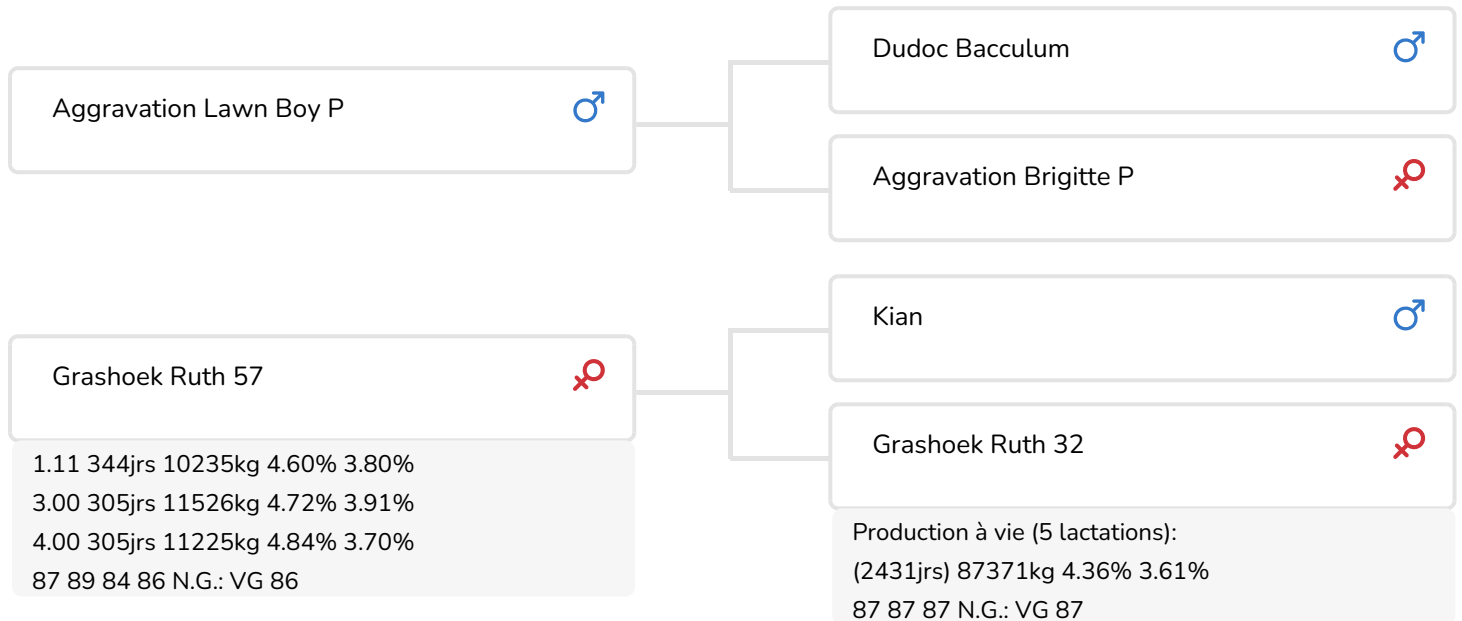 Aggravation Lawn Boy P
Dudoc Bacculum
Aggravation Brigitte P
Grashoek Ruth 57
1.11 344jrs 10235kg 4.60% 3.80%
3.00 305jrs 11526kg 4.72% 3.91%
4.00 305jrs 11225kg 4.84% 3.70%
87 89 84 86 N.G.: VG 86
Kian
Grashoek Ruth 32
Production à vie (5 lactations):
(2431jrs) 87371kg 4.36% 3.61%
87 87 87 N.G.: VG 87